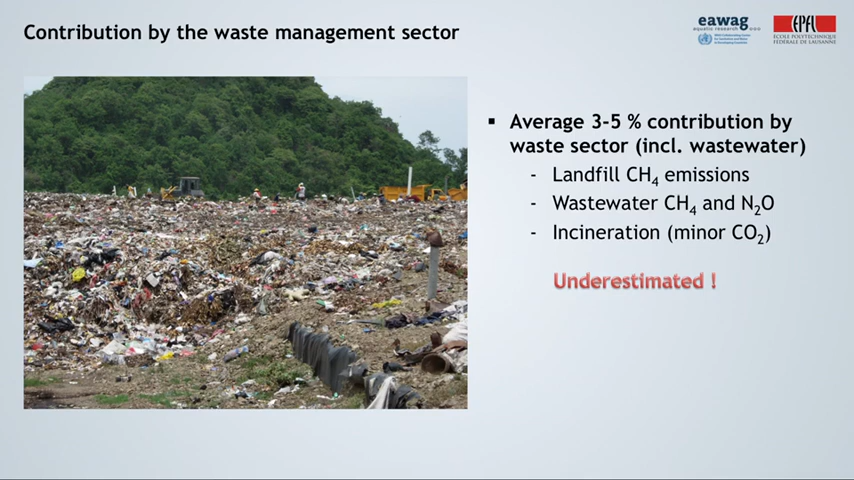 Contribution by the waste management sector
eawag
aquatic research
EPFL
ECOLE POLYTECHNIQUE
FÉDÉRALE DE LAUSANNE
▪ Average 3-5 % contribution by
waste sector (incl. wastewater)
- Landfill CH₄ emissions
- Wastewater CH₄ and N₂O
- Incineration (minor CO₂)
Underestimated !